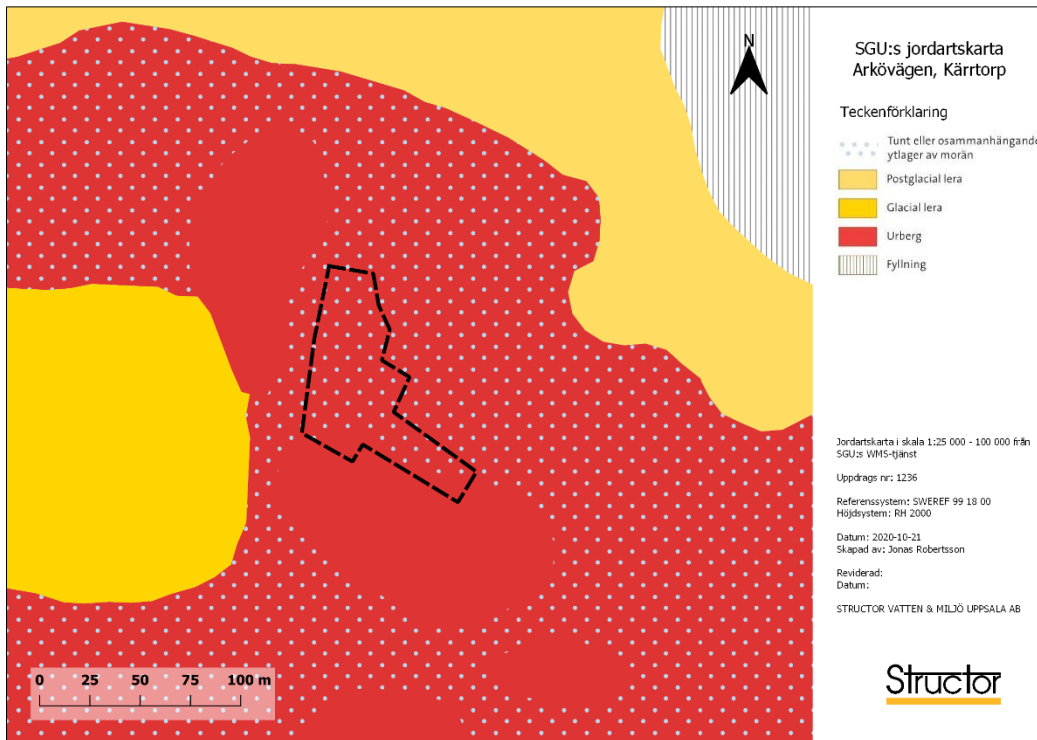 N
SGU:s jordartskarta
Arkövägen, Kärrtorp
Teckenförklaring
Tunt eller osammanhängande
ytlager av morän
Postglacial lera
Glacial lera
Urberg
Fyllning
Jordartskarta i skala 1:25 000 - 100 000 från
SGU:s WMS-tjänst
Uppdrags nr: 1236
Referenssystem: SWEREF 99 18 00
Höjdsystem: RH 2000
Datum: 2020-10-21
Skapad av: Jonas Robertsson
Reviderad:
Datum:
STRUCTOR VATTEN & MILJÖ UPPSALA AB
Structor
0 25 50 75 100 m